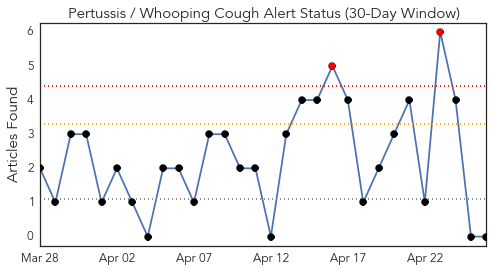 Pertussis / Whooping Cough Alert Status (30-Day Window)
Articles Found
6
5
4
3
2
1
0
Mar 28 Apr 02 Apr 07 Apr 12 Apr 17 Apr 22